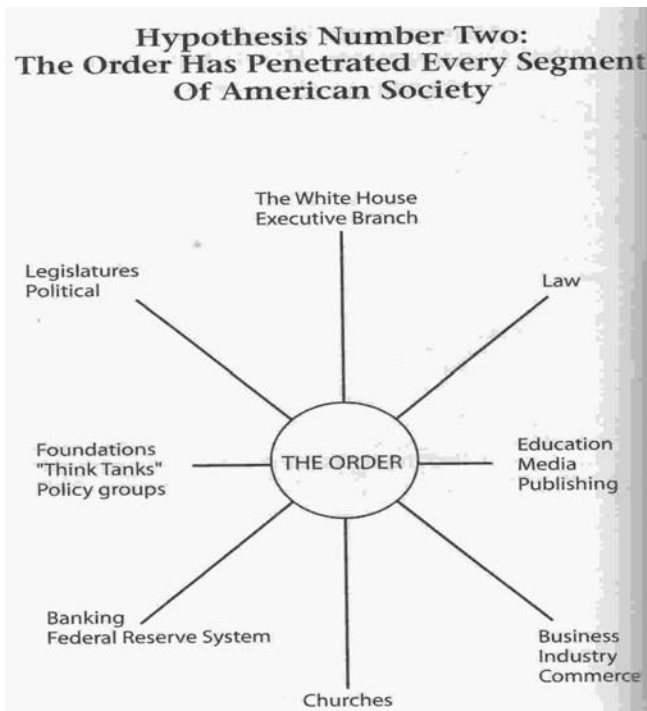 Hypothesis Number Two:
The Order Has Penetrated Every Segment
Of American Society
The White House
Executive Branch
Legislatures
Political
Law
Foundations
"Think Tanks"
Policy groups
THE ORDER
Education
Media
Publishing
Banking
Federal Reserve System
Business
Industry
Commerce
Churches